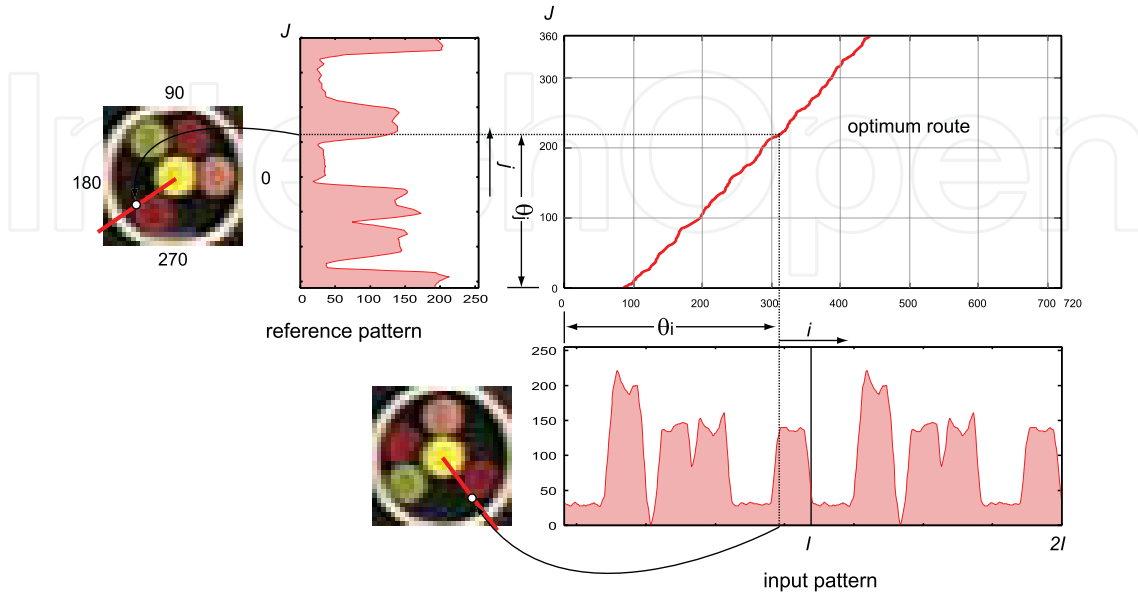 J
J
360
300
200
100
0
90
180
0
270
optimum route
j
θj
0 50 100 150 200 250
0 100 200 300 400 500 600 700 720
reference pattern
θi
i
250
200
150
100
50
0
I
2I
input pattern
IntechOpen